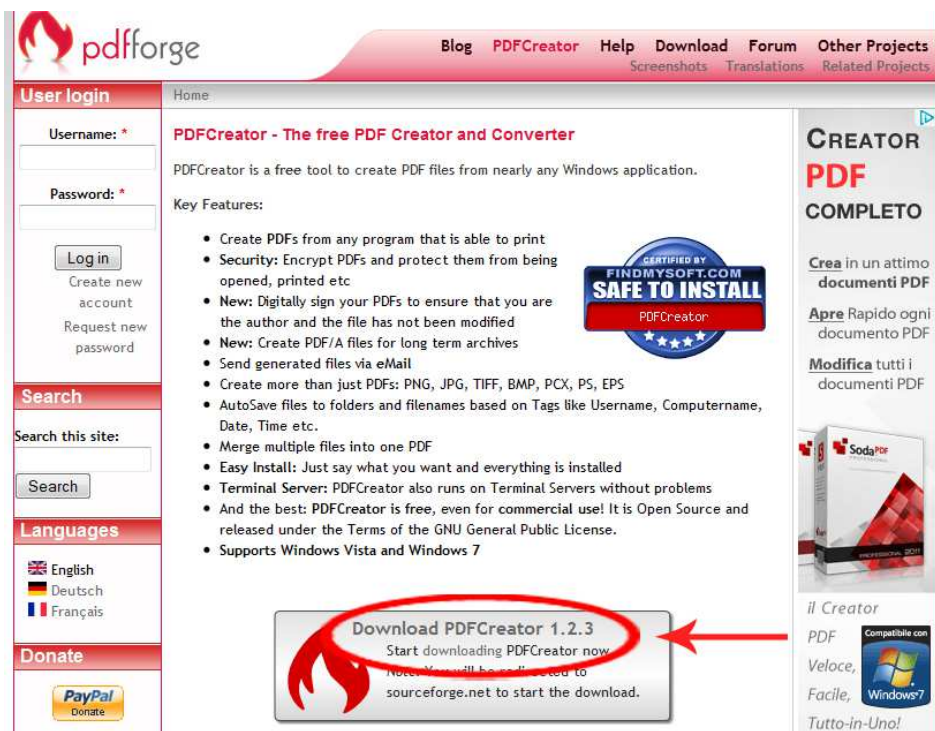 pdfforge
Blog PDFCreator Help Download Forum Other Projects
Screenshots Translations Related Projects
User login
Username: *
Password: *
Log in
Create new
account
Request new
password
Search
Search this site:
Search
Languages
English
Deutsch
Français
Donate
PayPal
Donate
Home
PDFCreator - The free PDF Creator and Converter
PDFCreator is a free tool to create PDF files from nearly any Windows application.
Key Features:
• Create PDFs from any program that is able to print
• Security: Encrypt PDFs and protect them from being
opened, printed etc
• New: Digitally sign your PDFs to ensure that you are
the author and the file has not been modified
• New: Create PDF/A files for long term archives
• Send generated files via eMail
• Create more than just PDFs: PNG, JPG, TIFF, BMP, PCX, PS, EPS
• AutoSave files to folders and filenames based on Tags like Username, Computername,
Date, Time etc.
• Merge multiple files into one PDF
• Easy Install: Just say what you want and everything is installed
• Terminal Server: PDFCreator also runs on Terminal Servers without problems
• And the best: PDFCreator is free, even for commercial use! It is Open Source and
released under the Terms of the GNU General Public License.
• Supports Windows Vista and Windows 7
CERTIFIED BY
FINDMYSOFT.COM
SAFE TO INSTALL
PDFCreator
Download PDFCreator 1.2.3
Start downloading PDFCreator now
Note: You will be redirected to
sourceforge.net to start the download.
CREATOR
PDF
COMPLETO
Crea in un attimo
documenti PDF
Apre Rapido ogni
documento PDF
Modifica tutti i
documenti PDF
Soda PDF
PROFESSIONAL 2011
il Creator
PDF
Veloce,
Facile,
Tutto-in-Uno!
Compatibile con
Windows 7